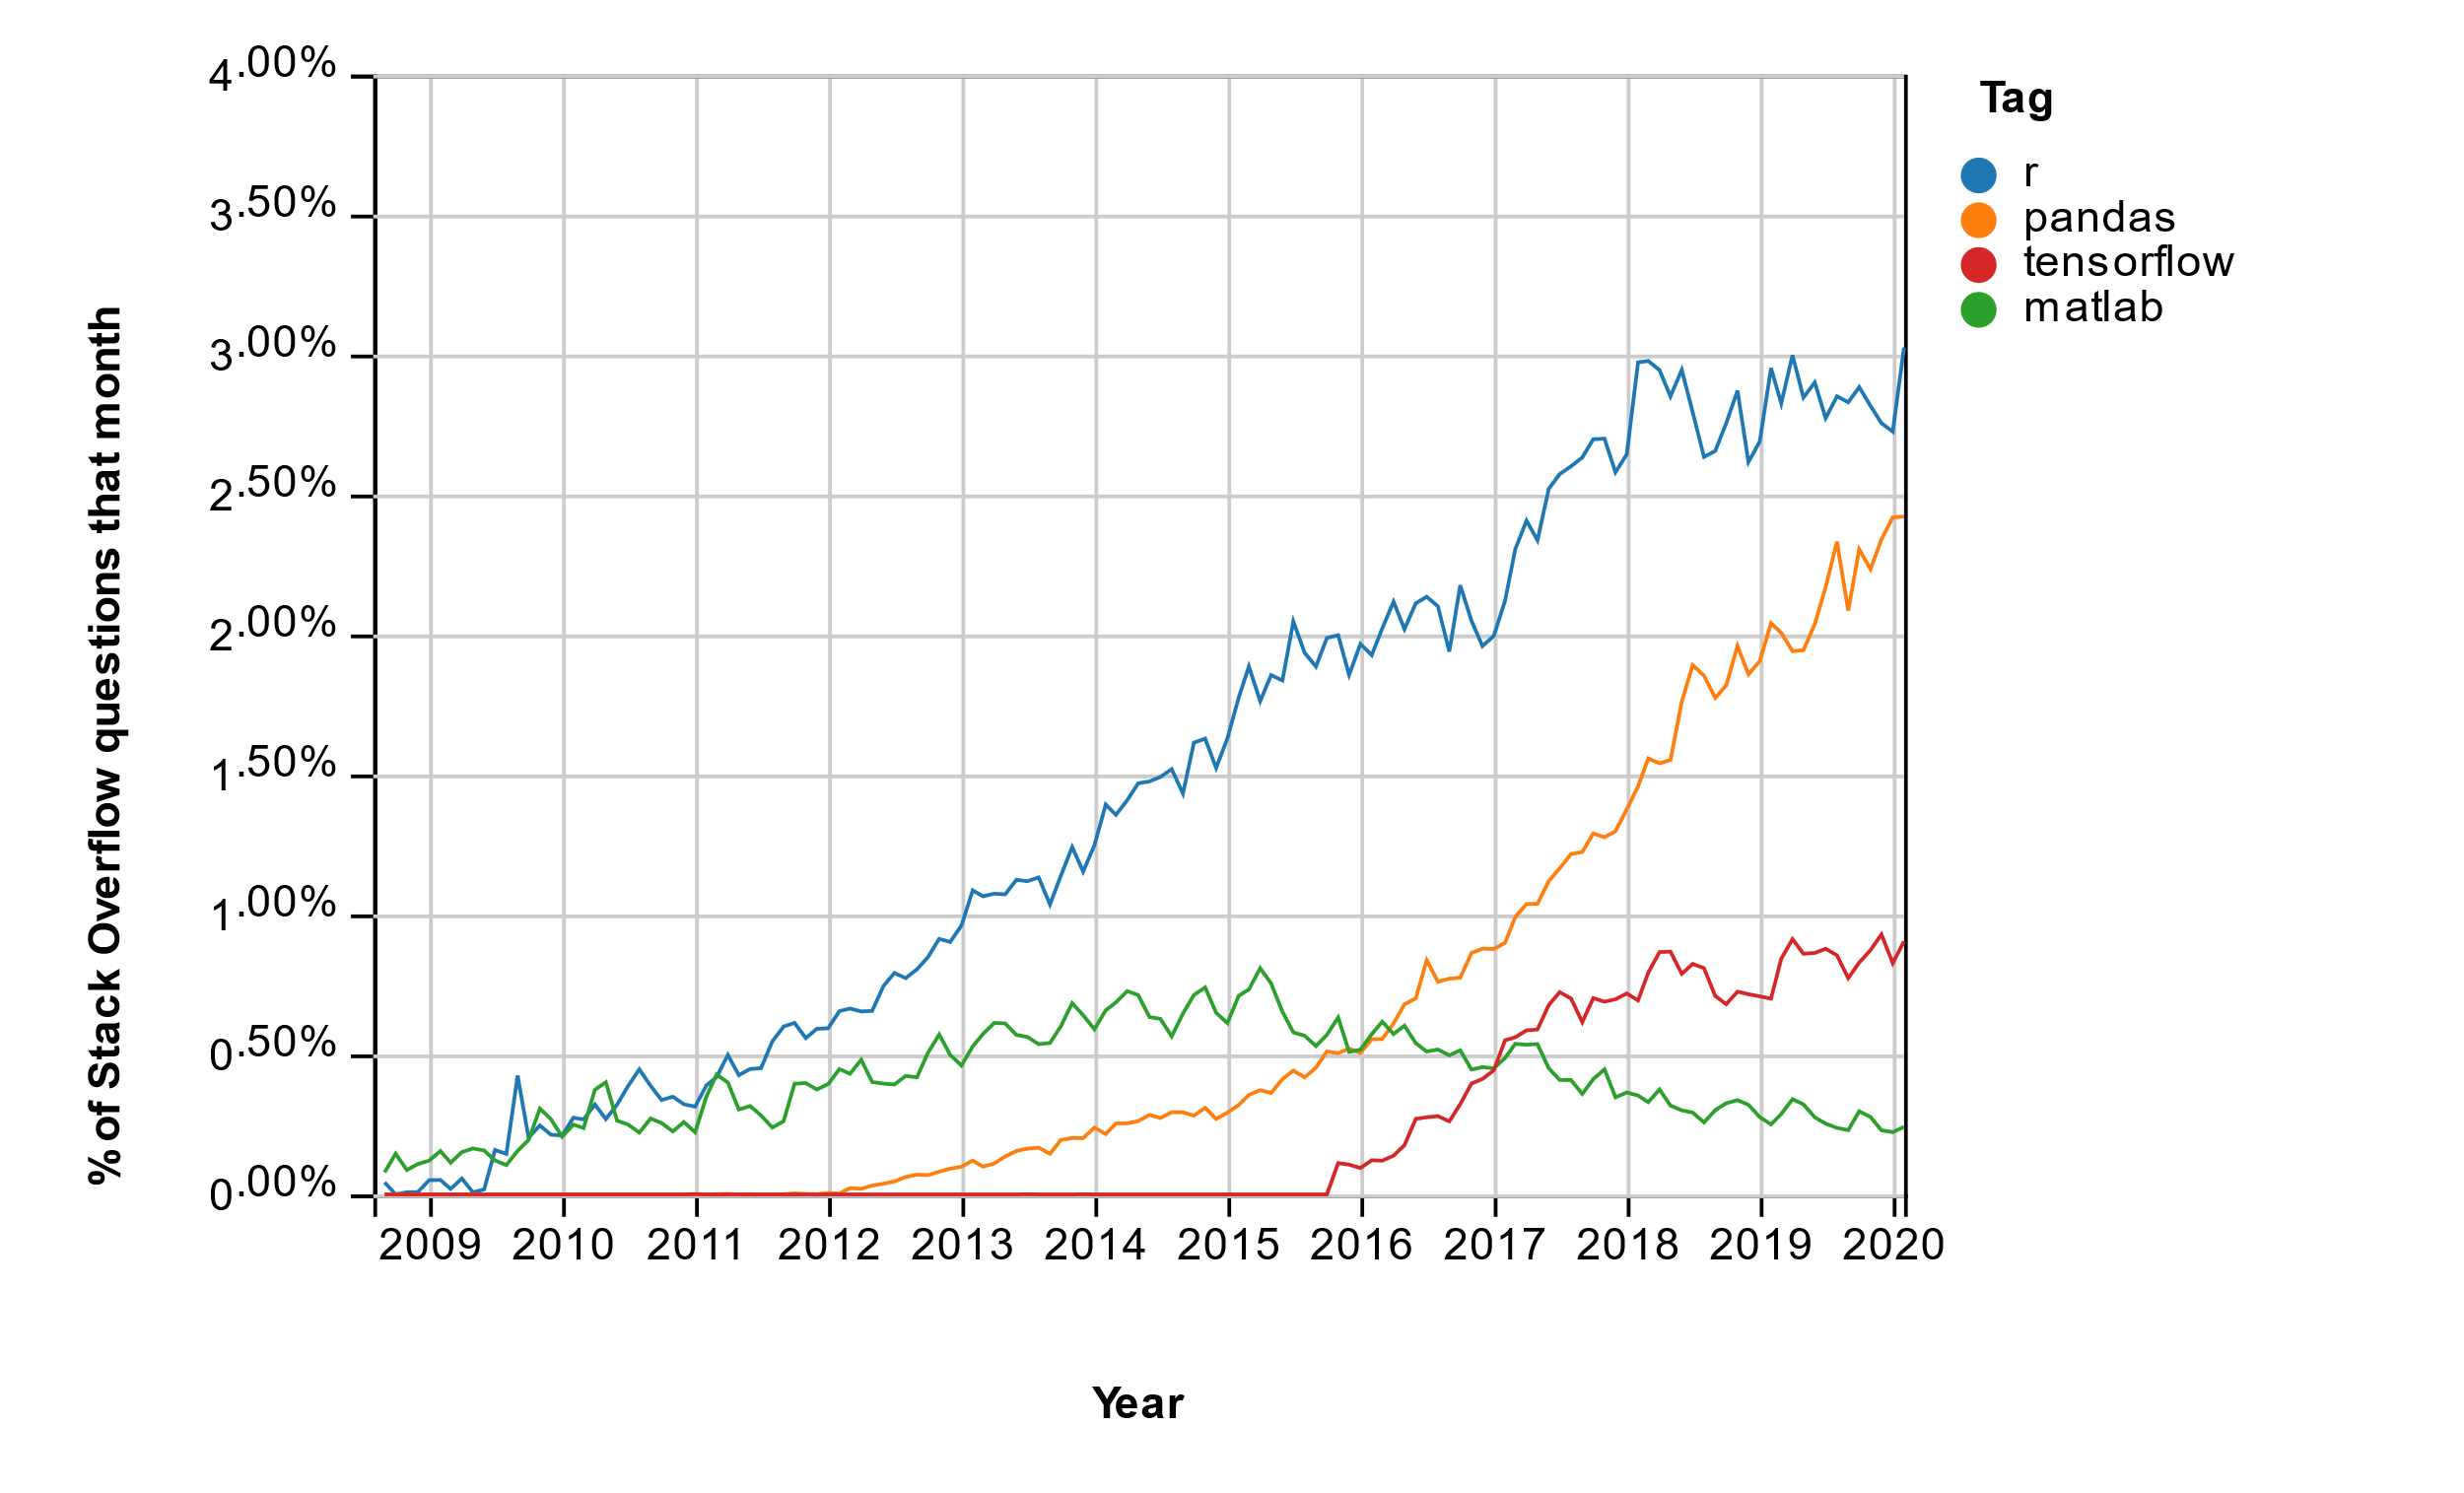 4.00%
3.50%
3.00%
2.50%
2.00%
1.50%
1.00%
0.50%
0.00%
% of Stack Overflow questions that month
2009 2010 2011 2012 2013 2014 2015 2016 2017 2018 2019 2020
Year
Tag
r
pandas
tensorflow
matlab